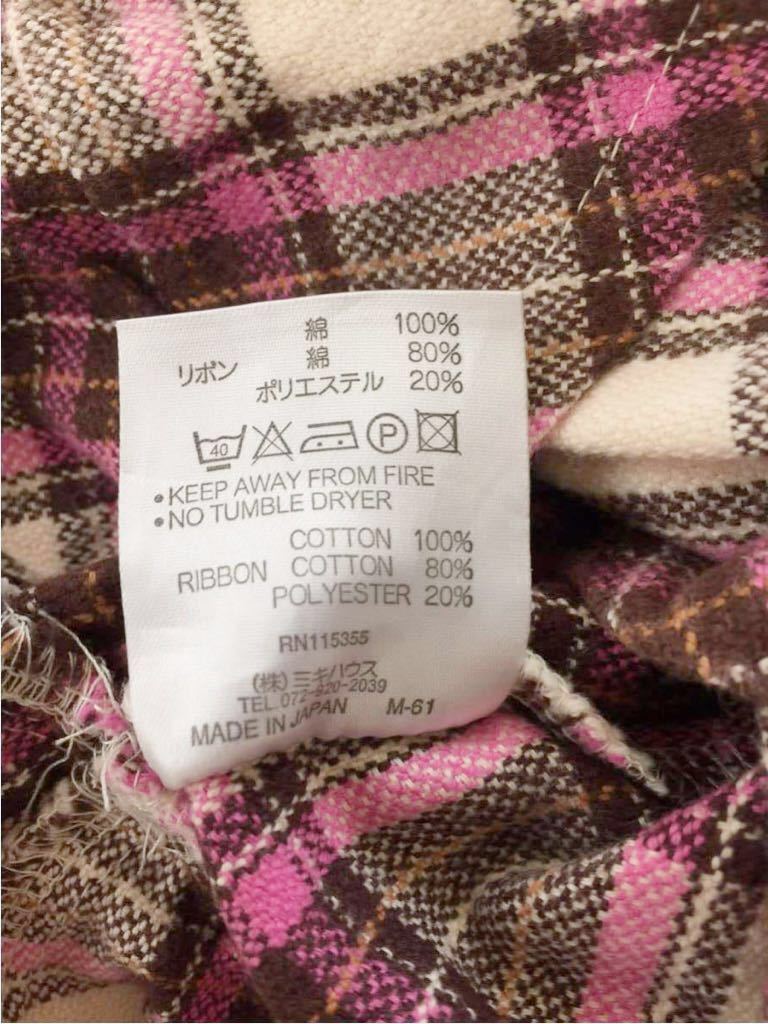 綿 100%
リボン 綿 80%
ポリエステル 20%
40 P
•KEEP AWAY FROM FIRE
•NO TUMBLE DRYER
COTTON 100%
RIBBON COTTON 80%
POLYESTER 20%
RN115355
(株)ミキハウス
TEL.072-920-2039
MADE IN JAPAN M-61